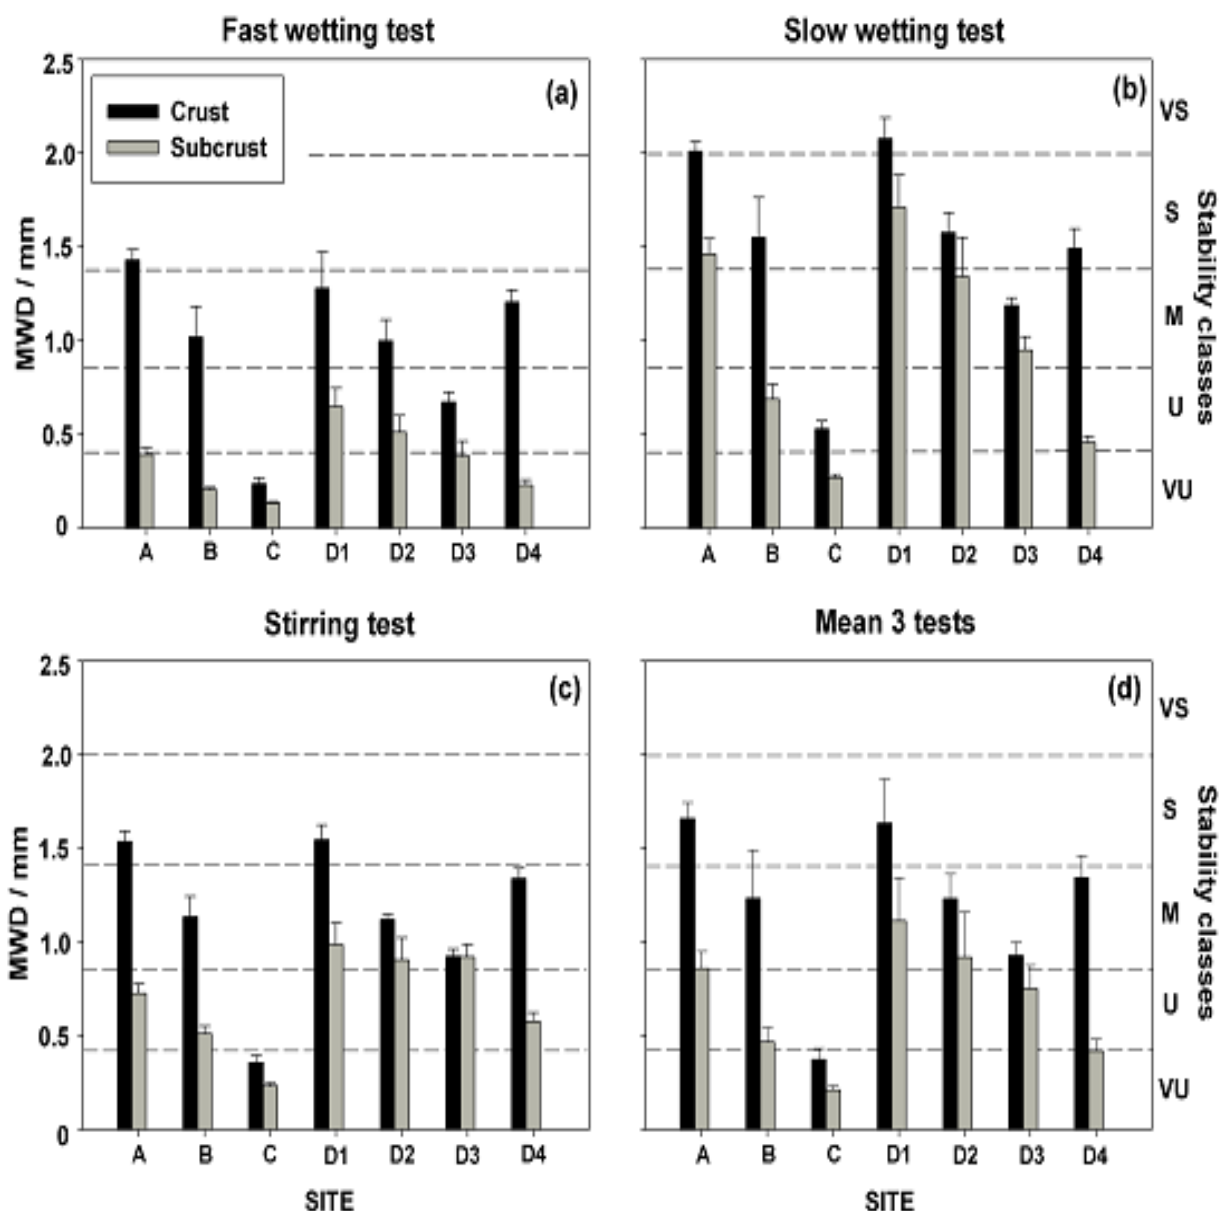 Fast wetting test
Slow wetting test
2.5
2.0
1.5
1.0
0.5
0
MWD / mm
Crust
Subcrust
(a)
A B C D1 D2 D3 D4
(b)
VS
S
M
U
VU
Stability classes
A B C D1 D2 D3 D4
Stirring test
Mean 3 tests
2.5
2.0
1.5
1.0
0.5
0
MWD / mm
(c)
A B C D1 D2 D3 D4
SITE
(d)
VS
S
M
U
VU
Stability classes
A B C D1 D2 D3 D4
SITE